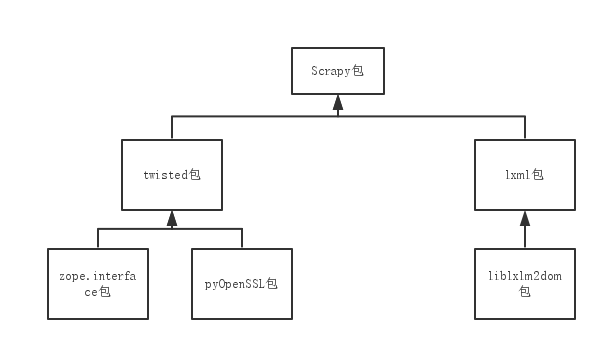 Scrapy包
twisted包
lxml包
zope.interfa
ce包
pyOpenSSL包
liblxlm2dom
包